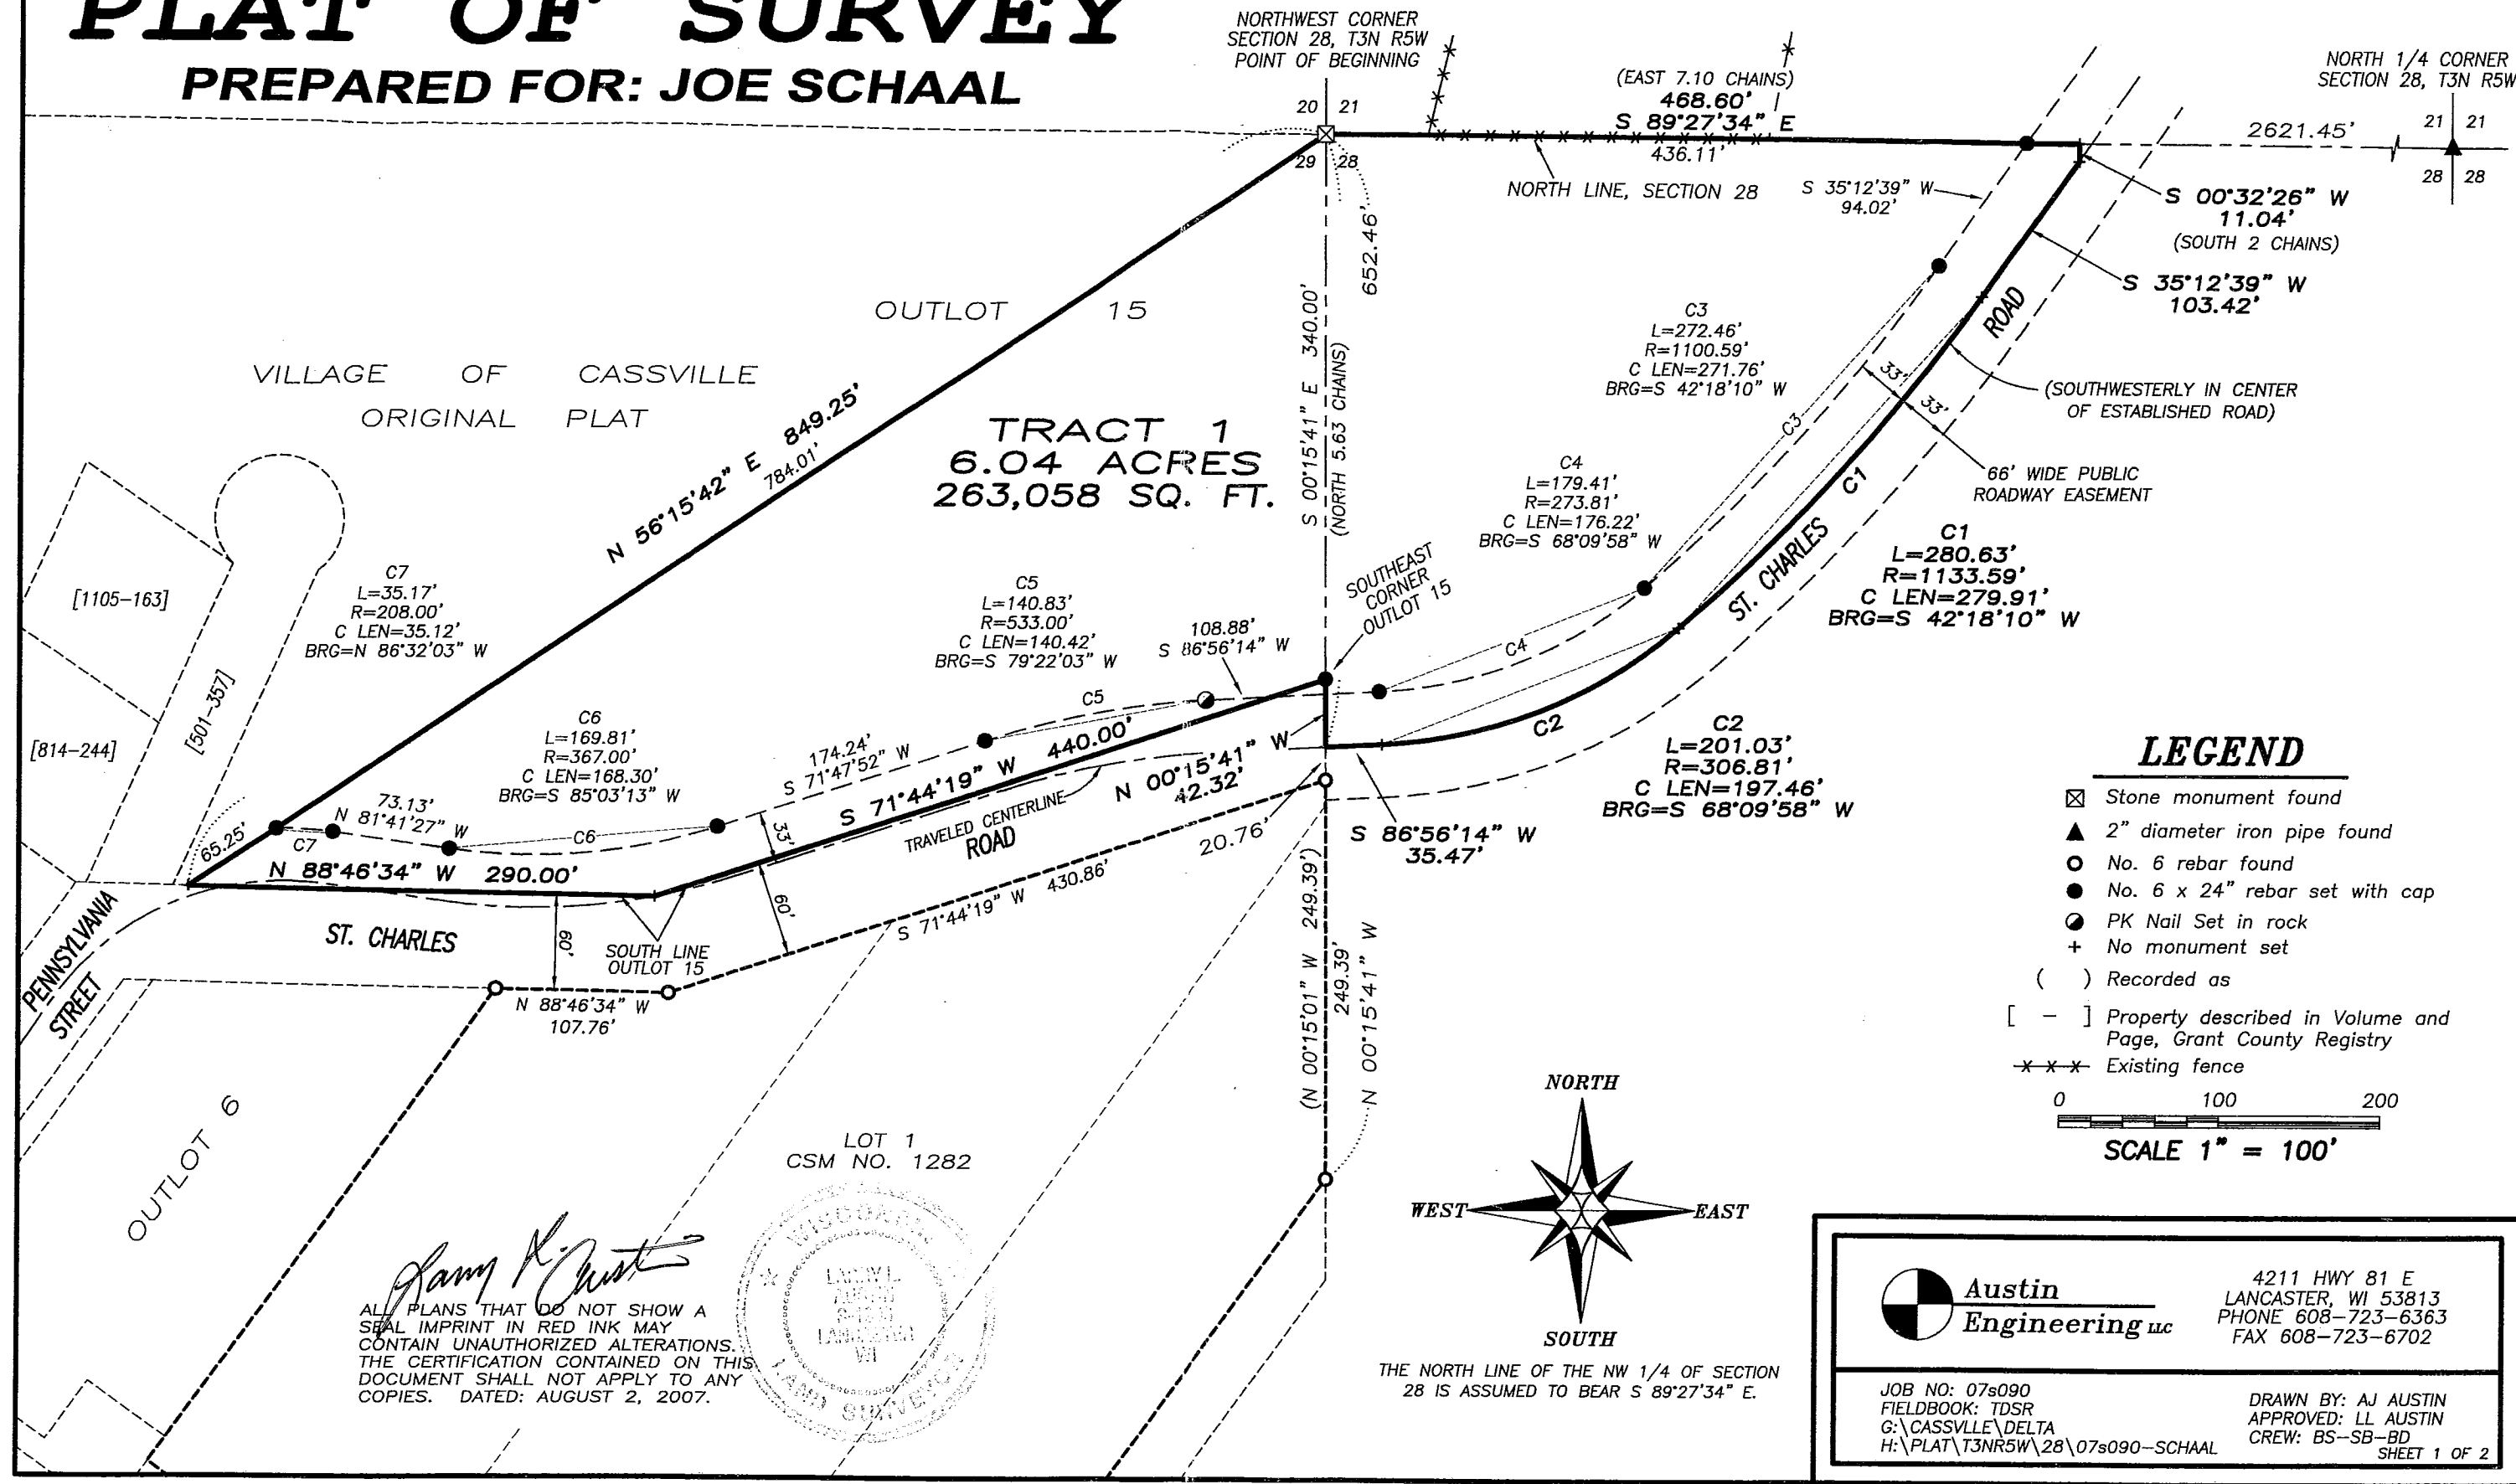 PLAT OF SURVEY
PREPARED FOR: JOE SCHAAL
NORTHWEST CORNER
SECTION 28, T3N R5W
POINT OF BEGINNING
20 21
29 28
(EAST 7.10 CHAINS)
468.60'
S 89°27'34" E
436.11'
NORTH LINE, SECTION 28
NORTH 1/4 CORNER
SECTION 28, T3N R5W
2621.45'
21 21
28 28
S 35°12'39" W
94.02'
S 00°32'26" W
11.04'
(SOUTH 2 CHAINS)
S 35°12'39" W
103.42'
ROAD
(SOUTHWESTERLY IN CENTER
OF ESTABLISHED ROAD)
66' WIDE PUBLIC
ROADWAY EASEMENT
33'
33'
C3
L=272.46'
R=1100.59'
C LEN=271.76'
BRG=S 42°18'10" W
C3
C4
L=179.41'
R=273.81'
C LEN=176.22'
BRG=S 68°09'58" W
C4
C1
L=280.63'
R=1133.59'
C LEN=279.91'
BRG=S 42°18'10" W
C1
ST. CHARLES
C2
L=201.03'
R=306.81'
C LEN=197.46'
BRG=S 68°09'58" W
C2
652.46'
S 00°15'41" E 340.00'
(NORTH 5.63 CHAINS)
SOUTHEAST
CORNER
OUTLOT 15
OUTLOT 15
VILLAGE OF CASSVILLE
ORIGINAL PLAT
TRACT 1
6.04 ACRES
263,058 SQ. FT.
N 56°15'42" E 849.25'
784.01'
[1105-163]
[501-357]
[814-244]
C7
L=35.17'
R=208.00'
C LEN=35.12'
BRG=N 86°32'03" W
C5
L=140.83'
R=533.00'
C LEN=140.42'
BRG=S 79°22'03" W
C5
108.88'
S 86°56'14" W
C6
L=169.81'
R=367.00'
C LEN=168.30'
BRG=S 85°03'13" W
C6
174.24'
S 71°47'52" W
73.13'
N 81°41'27" W
65.25'
C7
N 88°46'34" W 290.00'
S 71°44'19" W 440.00'
33'
TRAVELED CENTERLINE
ROAD
N 00°15'41" W
42.32'
S 86°56'14" W
35.47'
20.76'
S 71°44'19" W 430.86'
60'
60'
SOUTH LINE
OUTLOT 15
ST. CHARLES
PENNSYLVANIA
STREET
N 88°46'34" W
107.76'
(N 00°15'01" W 249.39')
249.39'
N 00°15'41" W
OUTLOT 6
LOT 1
CSM NO. 1282
ALL PLANS THAT DO NOT SHOW A
SEAL IMPRINT IN RED INK MAY
CONTAIN UNAUTHORIZED ALTERATIONS.
THE CERTIFICATION CONTAINED ON THIS
DOCUMENT SHALL NOT APPLY TO ANY
COPIES. DATED: AUGUST 2, 2007.
WISCONSIN
WI
LAND SURVEYOR
NORTH
WEST
EAST
SOUTH
THE NORTH LINE OF THE NW 1/4 OF SECTION
28 IS ASSUMED TO BEAR S 89°27'34" E.
LEGEND
Stone monument found
2" diameter iron pipe found
No. 6 rebar found
No. 6 x 24" rebar set with cap
PK Nail Set in rock
+ No monument set
( ) Recorded as
[ - ] Property described in Volume and
Page, Grant County Registry
x x x Existing fence
0 100 200
SCALE 1" = 100'
Austin
Engineering LLC
4211 HWY 81 E
LANCASTER, WI 53813
PHONE 608-723-6363
FAX 608-723-6702
JOB NO: 07s090
FIELDBOOK: TDSR
G:\CASSVLLE\DELTA
H:\PLAT\T3NR5W\28\07s090-SCHAAL
DRAWN BY: AJ AUSTIN
APPROVED: LL AUSTIN
CREW: BS-SB-BD
SHEET 1 OF 2